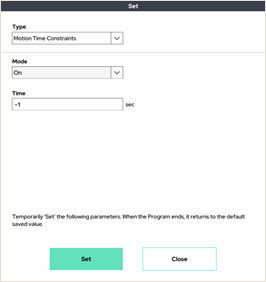 Set
Type
Motion Time Constraints
Mode
On
Time
-1 sec
Temporarily 'Set' the following parameters. When the Program ends, it returns to the default
saved value.
Set Close